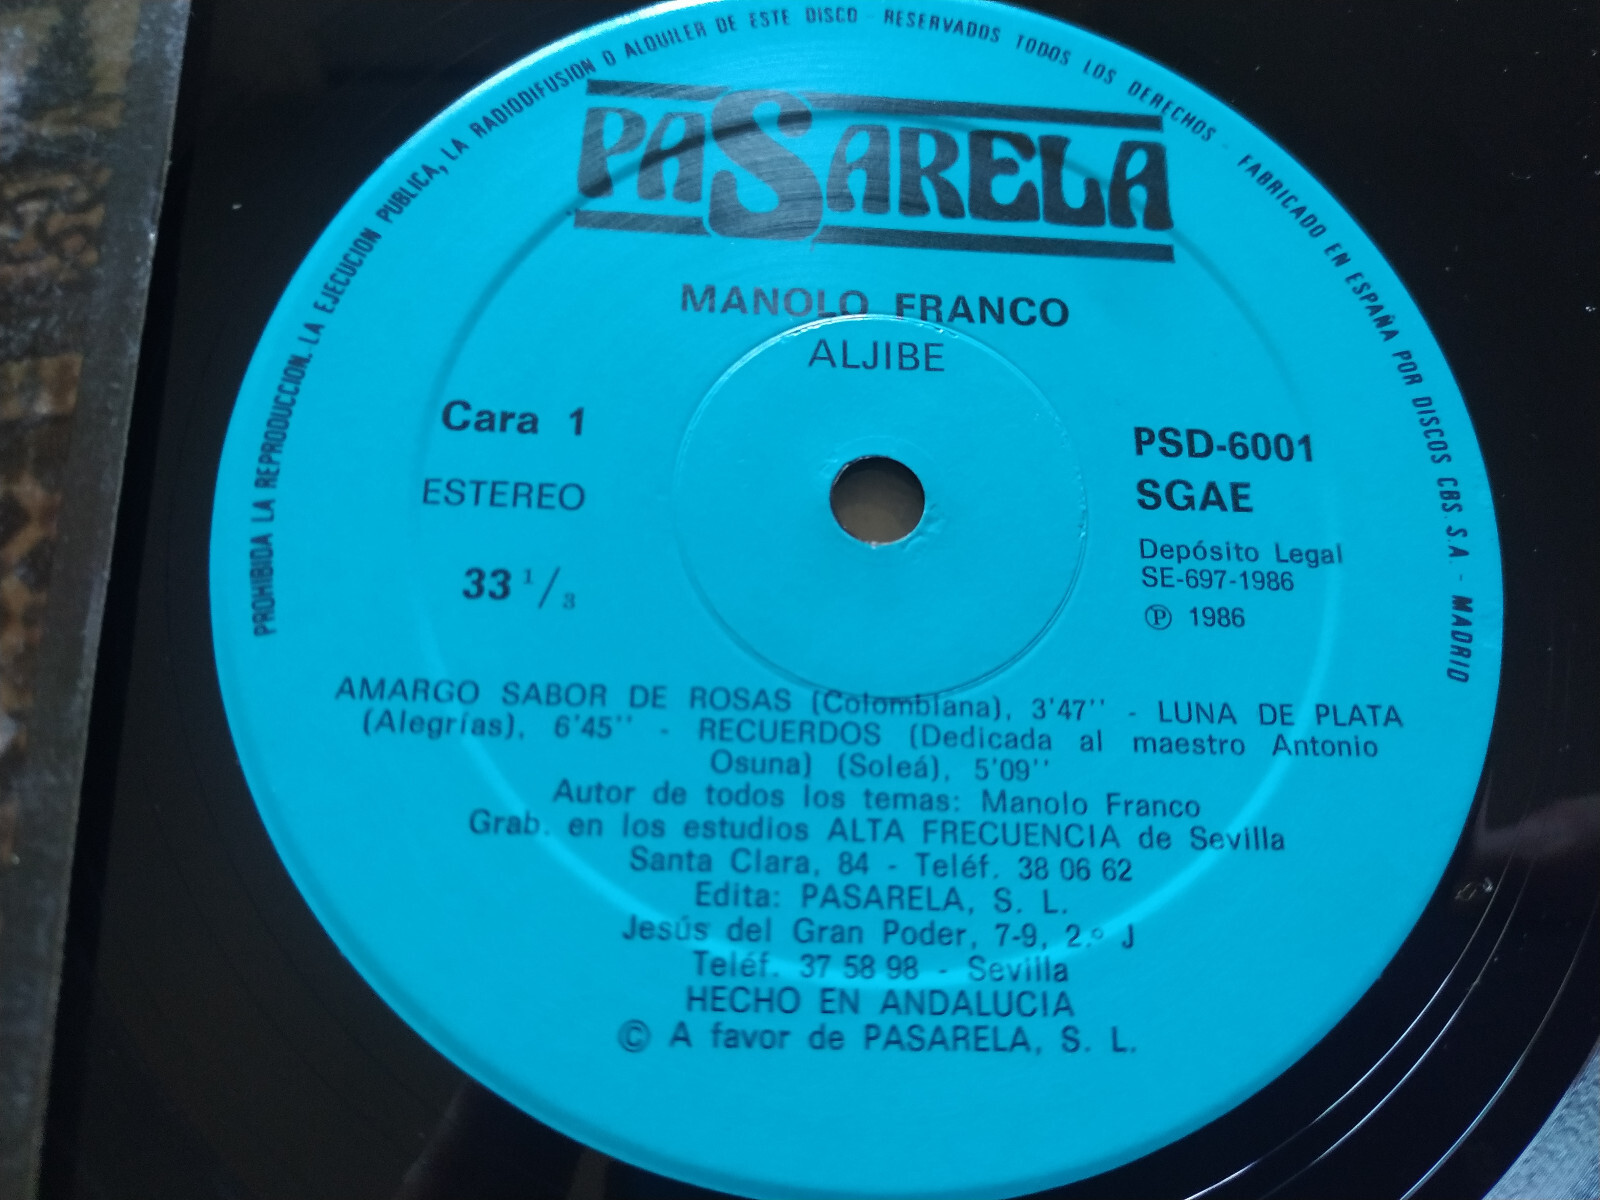 PROHIBIDA LA REPRODUCCION. LA EJECUCION PUBLICA, LA RADIODIFUSION O ALQUILER DE ESTE DISCO - RESERVADOS TODOS LOS DERECHOS - FABRICADO EN ESPAÑA POR DISCOS CBS. S.A. - MADRID
PASARELA
MANOLO FRANCO
ALJIBE
Cara 1
ESTEREO
33 1/3
PSD-6001
SGAE
Depósito Legal
SE-697-1986
℗ 1986
AMARGO SABOR DE ROSAS (Colombiana), 3'47'' - LUNA DE PLATA
(Alegrías), 6'45'' - RECUERDOS (Dedicada al maestro Antonio
Osuna) (Soleá), 5'09''
Autor de todos los temas: Manolo Franco
Grab. en los estudios ALTA FRECUENCIA de Sevilla
Santa Clara, 84 - Teléf. 38 06 62
Edita: PASARELA, S. L.
Jesús del Gran Poder, 7-9, 2.º J
Teléf. 37 58 98 - Sevilla
HECHO EN ANDALUCIA
© A favor de PASARELA, S. L.